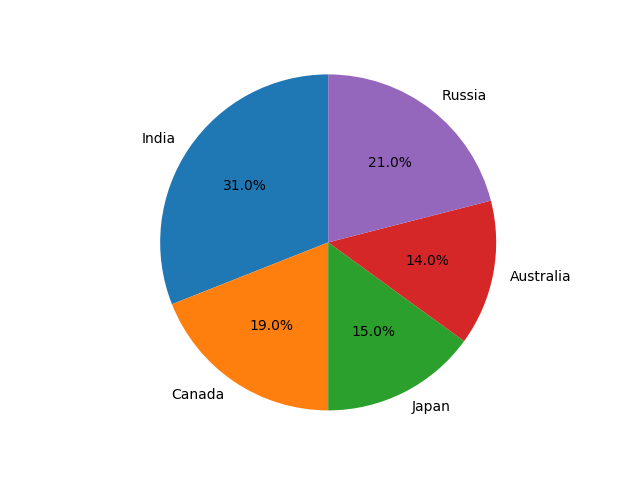 Russia
India
21.0%
31.0%
14.0%
Australia
19.0%
15.0%
Canada
Japan